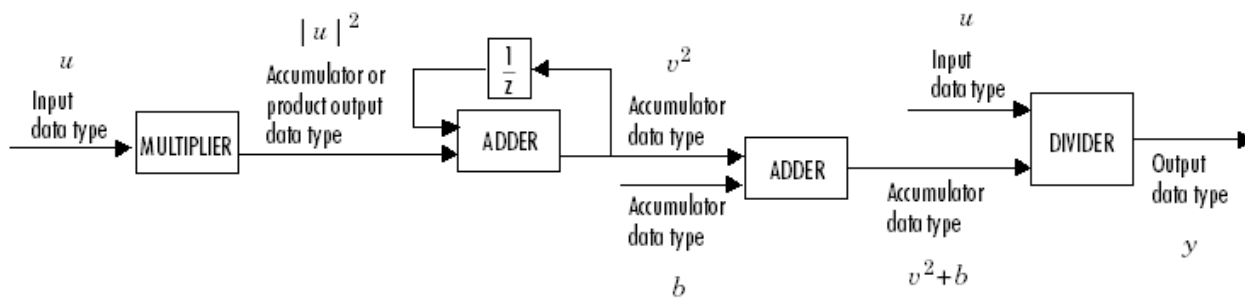 u
Input
data type
MULTIPLIER
| u | 2
Accumulator or
product output
data type
1
z
ADDER
v2
Accumulator
data type
Accumulator
data type
b
ADDER
Accumulator
data type
v2+b
u
Input
data type
DIVIDER
Output
data type
y